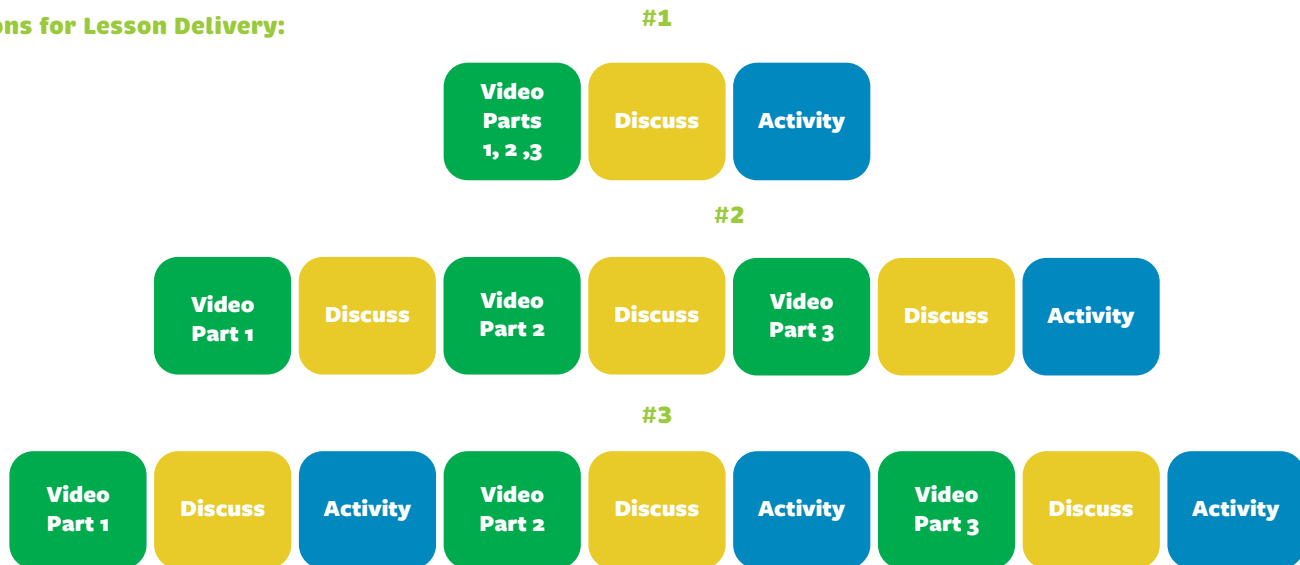 ons for Lesson Delivery:
#1
Video
Parts
1, 2 ,3
Discuss
Activity
#2
Video
Part 1
Discuss
Video
Part 2
Discuss
Video
Part 3
Discuss
Activity
#3
Video
Part 1
Discuss
Activity
Video
Part 2
Discuss
Activity
Video
Part 3
Discuss
Activity